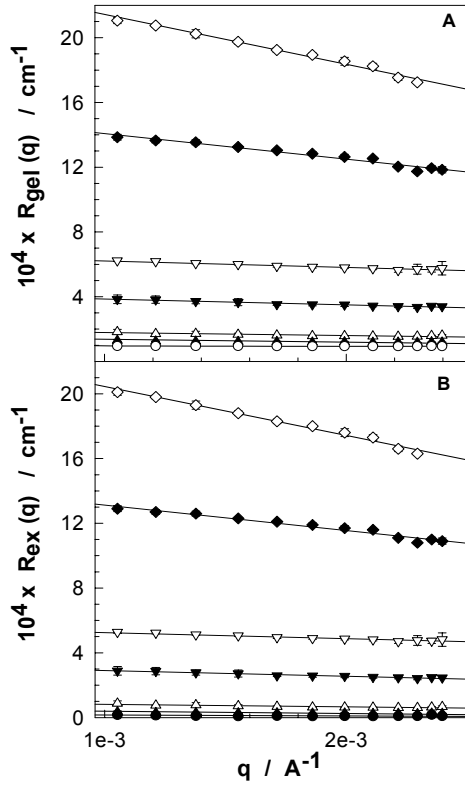 A
20
16
12
8
4
10⁴ x R_gel (q) / cm⁻¹
B
20
16
12
8
4
0
10⁴ x R_ex (q) / cm⁻¹
1e-3 2e-3
q / A⁻¹